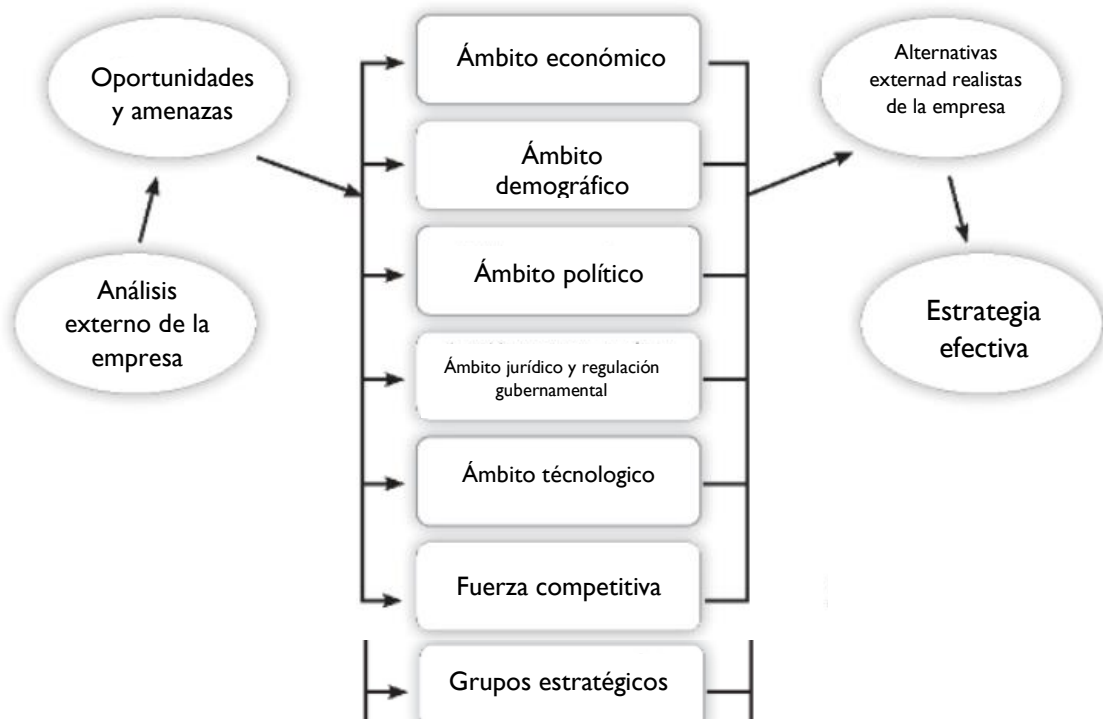 Oportunidades
y amenazas
Análisis
externo de la
empresa
Ámbito económico
Ámbito
demográfico
Ámbito político
Ámbito jurídico y regulación
gubernamental
Ámbito técnologico
Fuerza competitiva
Grupos estratégicos
Alternativas
externad realistas
de la empresa
Estrategia
efectiva